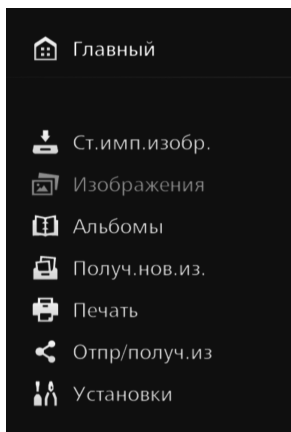 Главный
Ст.имп.изобр.
Изображения
Альбомы
Получ.нов.из.
Печать
Отпр/получ.из
Установки